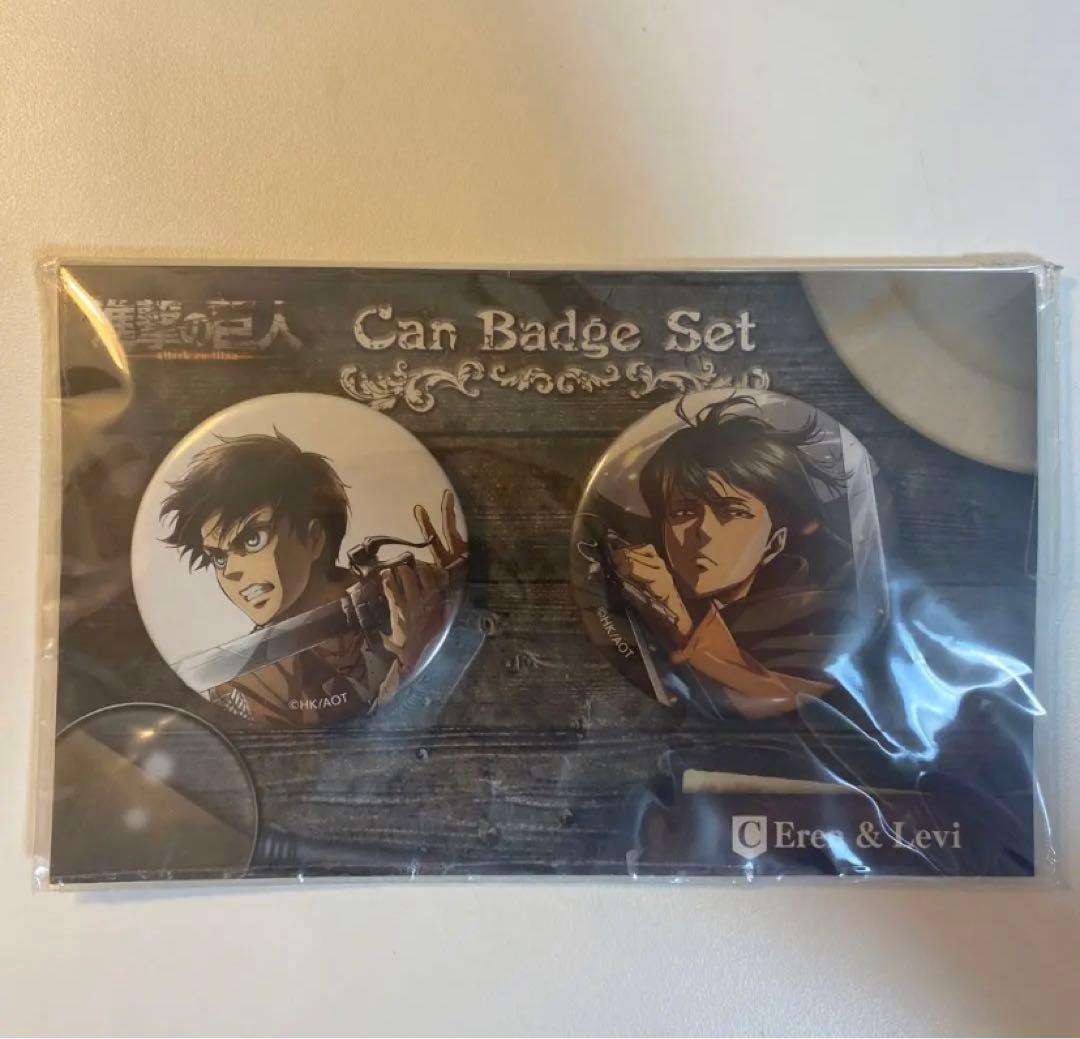 進撃の巨人
attack on titan
Can Badge Set
©HK/AOT
©HK/AOT
C Eren & Levi